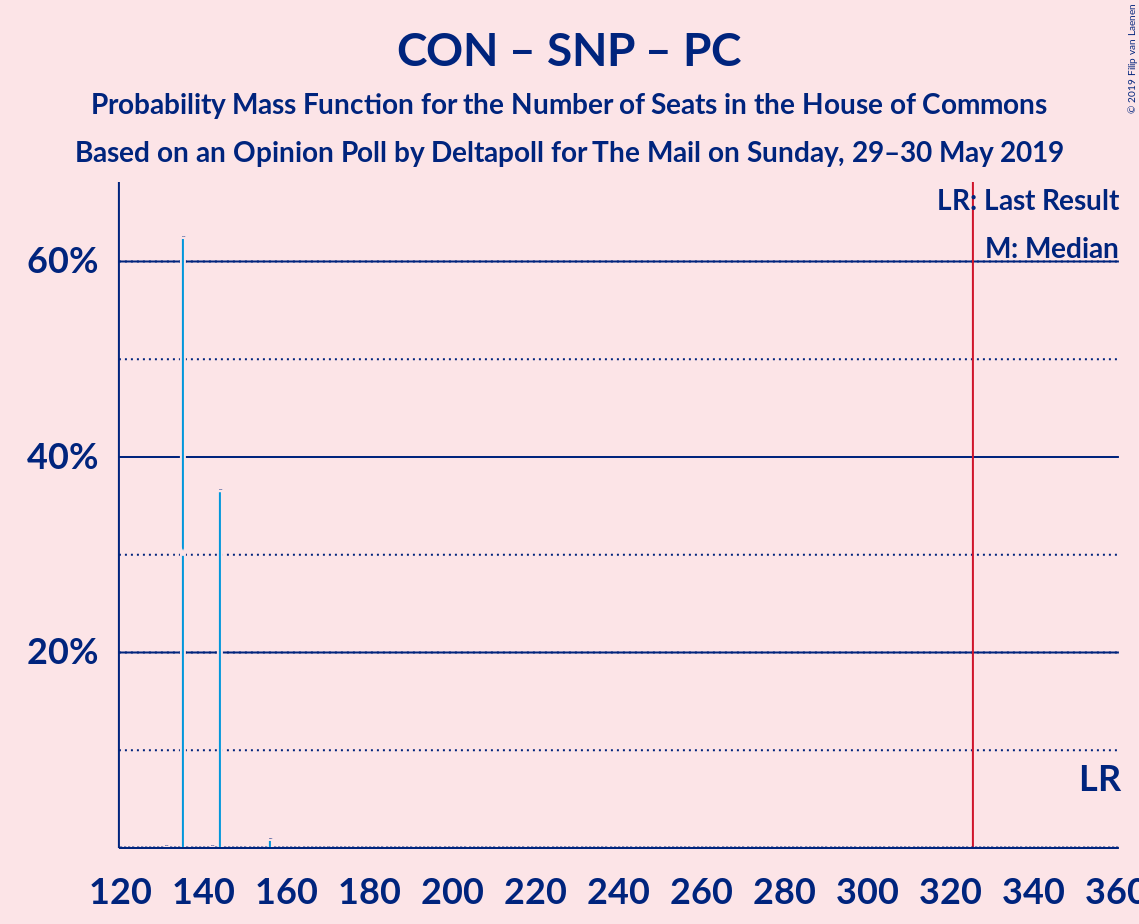 CON – SNP – PC
Probability Mass Function for the Number of Seats in the House of Commons
Based on an Opinion Poll by Deltapoll for The Mail on Sunday, 29–30 May 2019
© 2019 Filip van Laenen
LR: Last Result
M: Median
60%
40%
20%
LR
120 140 160 180 200 220 240 260 280 300 320 340 360